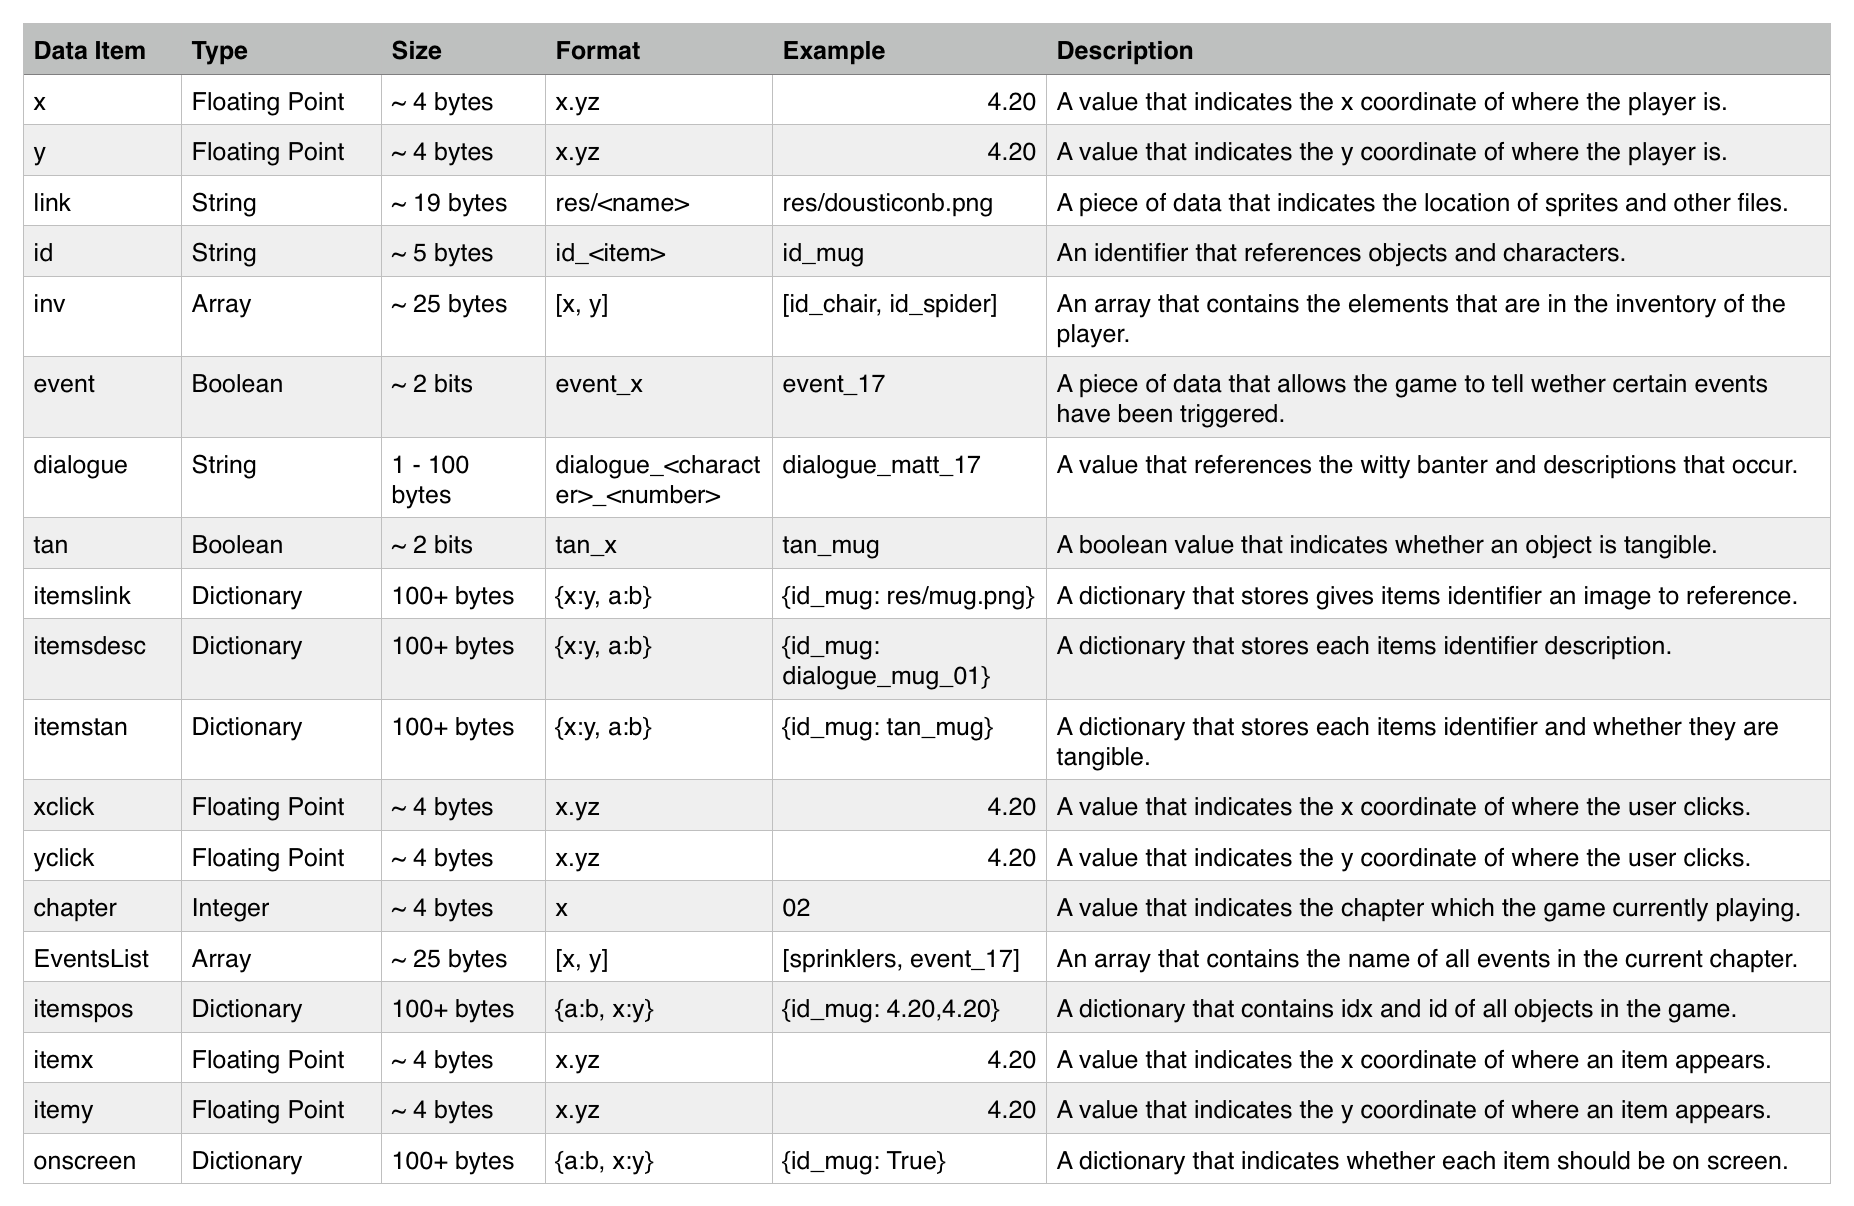 Data Item Type Size Format Example Description
x Floating Point ~ 4 bytes x.yz 4.20 A value that indicates the x coordinate of where the player is.
y Floating Point ~ 4 bytes x.yz 4.20 A value that indicates the y coordinate of where the player is.
link String ~ 19 bytes res/<name> res/dousticonb.png A piece of data that indicates the location of sprites and other files.
id String ~ 5 bytes id_<item> id_mug An identifier that references objects and characters.
inv Array ~ 25 bytes [x, y] [id_chair, id_spider] An array that contains the elements that are in the inventory of the
player.
event Boolean ~ 2 bits event_x event_17 A piece of data that allows the game to tell wether certain events
have been triggered.
dialogue String 1 - 100 dialogue_<charact dialogue_matt_17 A value that references the witty banter and descriptions that occur.
bytes er>_<number>
tan Boolean ~ 2 bits tan_x tan_mug A boolean value that indicates whether an object is tangible.
itemslink Dictionary 100+ bytes {x:y, a:b} {id_mug: res/mug.png} A dictionary that stores gives items identifier an image to reference.
itemsdesc Dictionary 100+ bytes {x:y, a:b} {id_mug: A dictionary that stores each items identifier description.
dialogue_mug_01}
itemstan Dictionary 100+ bytes {x:y, a:b} {id_mug: tan_mug} A dictionary that stores each items identifier and whether they are
tangible.
xclick Floating Point ~ 4 bytes x.yz 4.20 A value that indicates the x coordinate of where the user clicks.
yclick Floating Point ~ 4 bytes x.yz 4.20 A value that indicates the y coordinate of where the user clicks.
chapter Integer ~ 4 bytes x 02 A value that indicates the chapter which the game currently playing.
EventsList Array ~ 25 bytes [x, y] [sprinklers, event_17] An array that contains the name of all events in the current chapter.
itemspos Dictionary 100+ bytes {a:b, x:y} {id_mug: 4.20,4.20} A dictionary that contains idx and id of all objects in the game.
itemx Floating Point ~ 4 bytes x.yz 4.20 A value that indicates the x coordinate of where an item appears.
itemy Floating Point ~ 4 bytes x.yz 4.20 A value that indicates the y coordinate of where an item appears.
onscreen Dictionary 100+ bytes {a:b, x:y} {id_mug: True} A dictionary that indicates whether each item should be on screen.